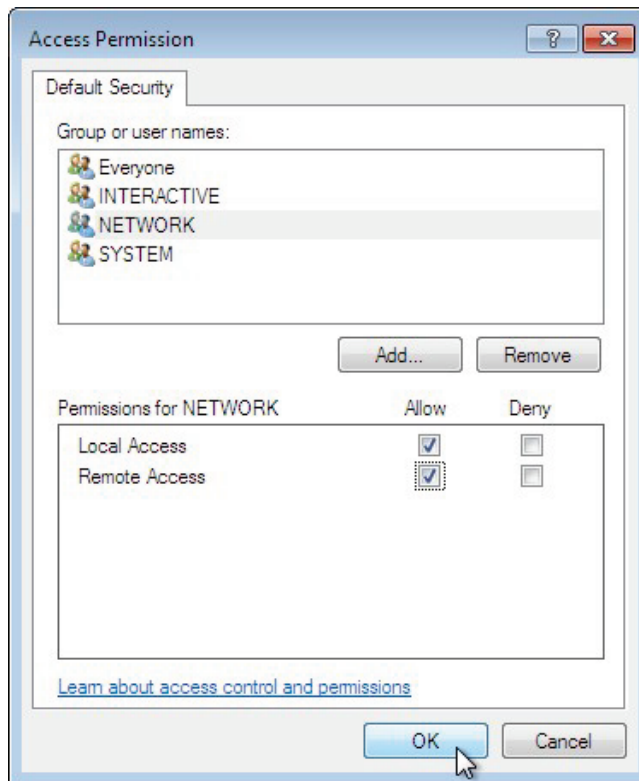 Access Permission
Default Security
Group or user names:
Everyone
INTERACTIVE
NETWORK
SYSTEM
Add... Remove
Permissions for NETWORK Allow Deny
Local Access
Remote Access
Learn about access control and permissions
OK Cancel